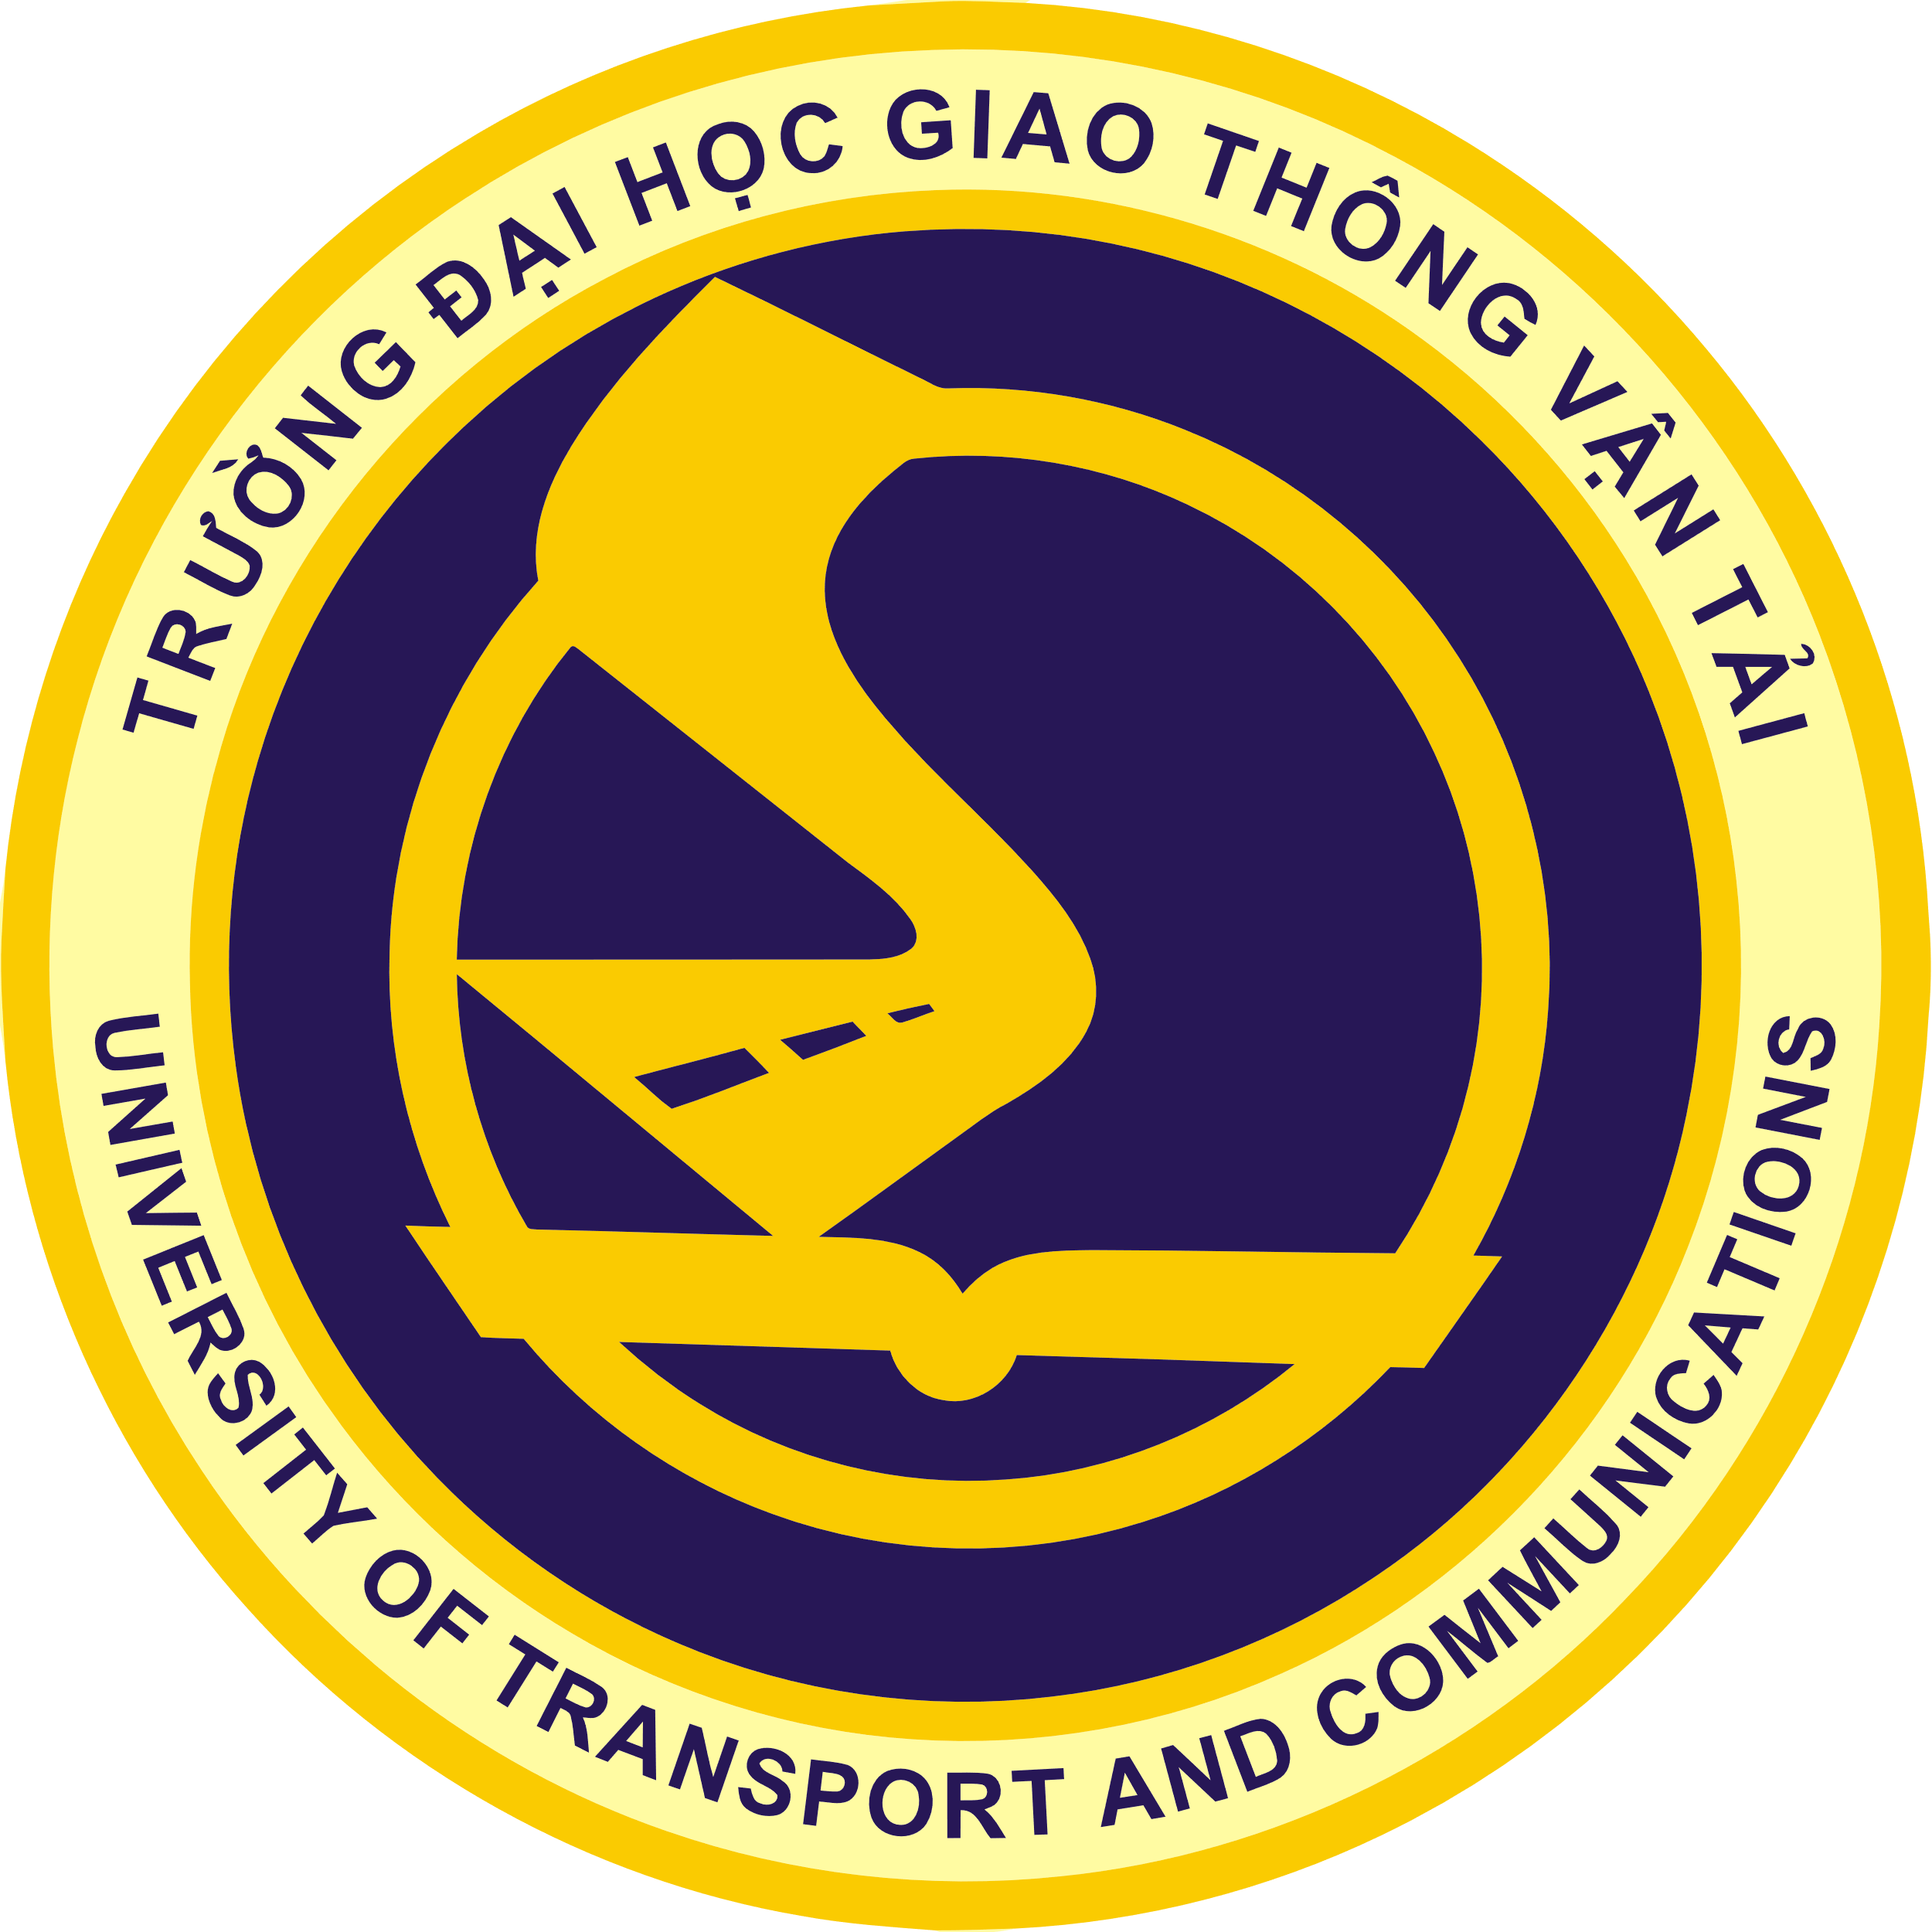 TRƯỜNG ĐẠI HỌC GIAO THÔNG VẬN TẢI
UNIVERSITY OF TRANSPORT AND COMMUNICATIONS